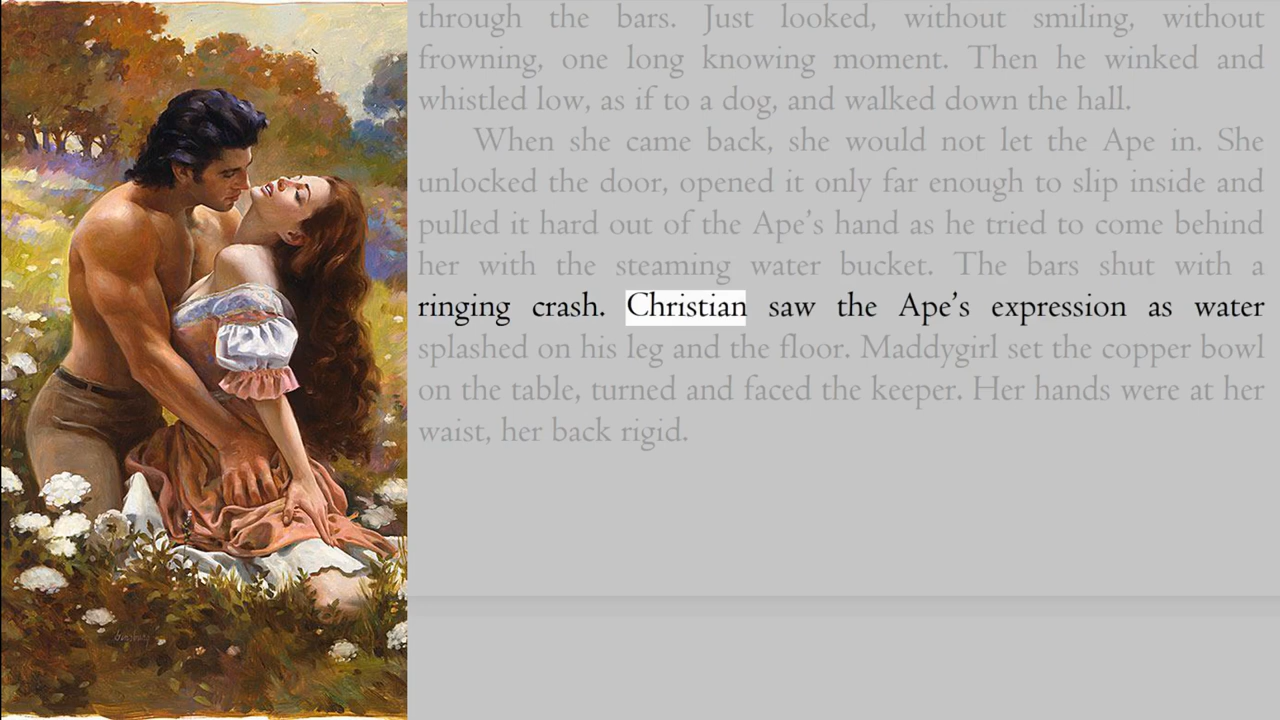 through the bars. Just looked, without smiling, without
frowning, one long knowing moment. Then he winked and
whistled low, as if to a dog, and walked down the hall.
When she came back, she would not let the Ape in. She
unlocked the door, opened it only far enough to slip inside and
pulled it hard out of the Ape’s hand as he tried to come behind
her with the steaming water bucket. The bars shut with a
ringing crash. Christian saw the Ape’s expression as water
splashed on his leg and the floor. Maddygirl set the copper bowl
on the table, turned and faced the keeper. Her hands were at her
waist, her back rigid.